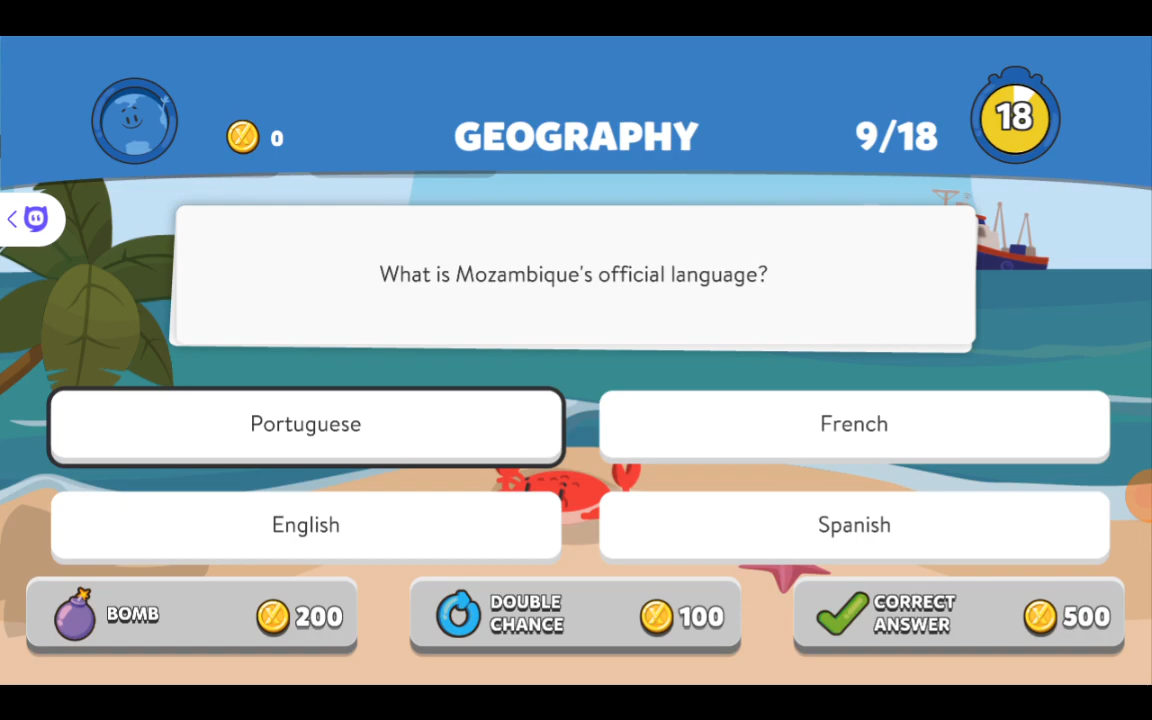 0
GEOGRAPHY
9/18
18
What is Mozambique's official language?
Portuguese
French
English
Spanish
BOMB
200
DOUBLE
CHANCE
100
CORRECT
ANSWER
500